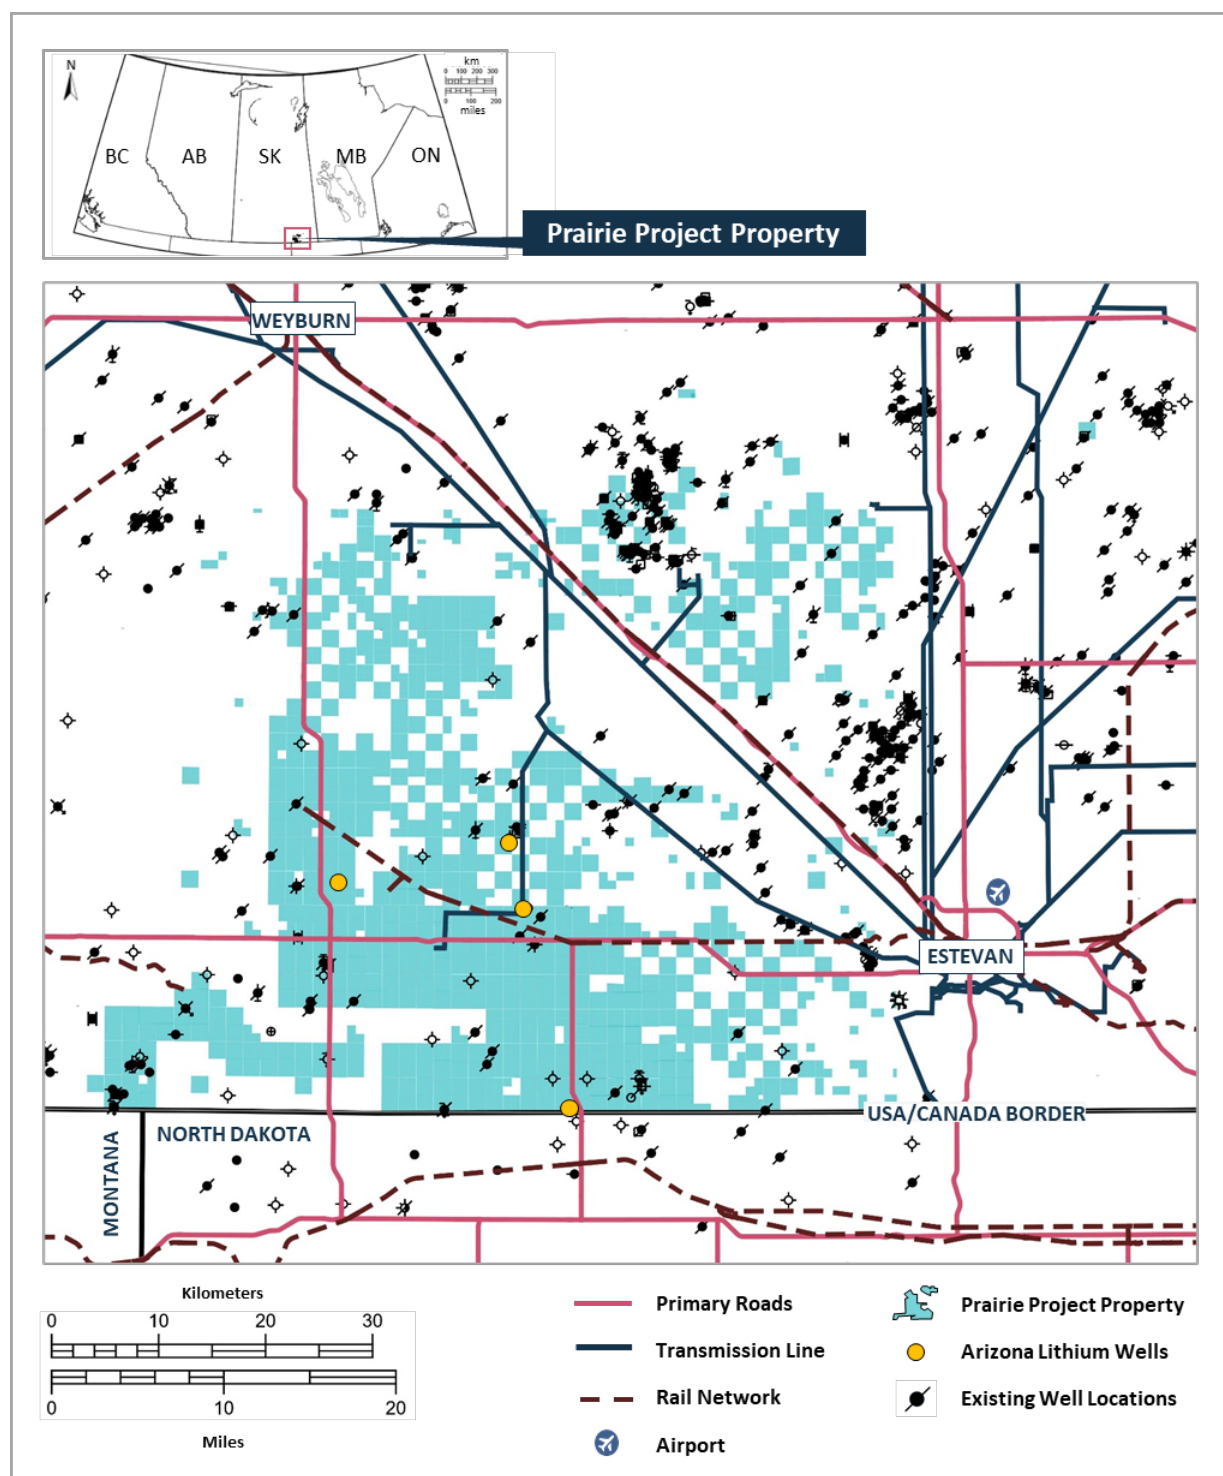 N
km
0 100 200 300
0 100 200
miles
BC AB SK MB ON
Prairie Project Property
WEYBURN
ESTEVAN
USA/CANADA BORDER
NORTH DAKOTA
MONTANA
Kilometers
0 10 20 30
0 10 20
Miles
Primary Roads
Transmission Line
Rail Network
Airport
Prairie Project Property
Arizona Lithium Wells
Existing Well Locations